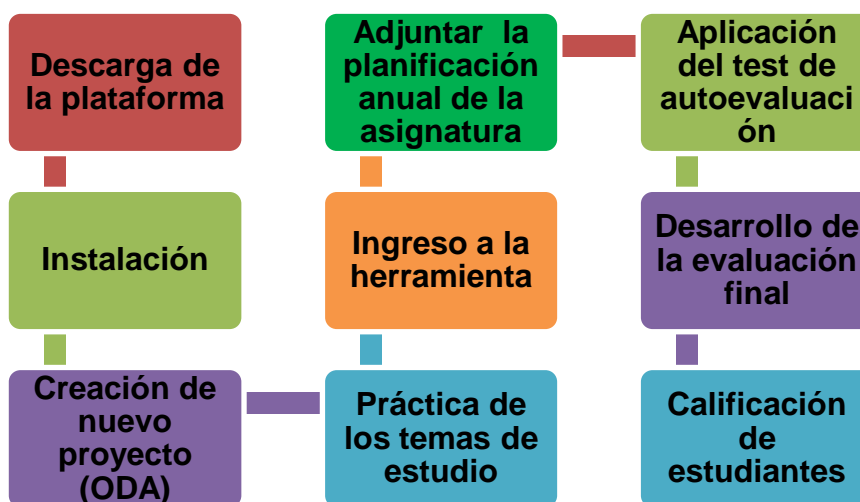 Descarga de
la plataforma
Instalación
Creación de
nuevo
proyecto
(ODA)
Práctica de
los temas de
estudio
Ingreso a la
herramienta
Adjuntar la
planificación
anual de la
asignatura
Aplicación
del test de
autoevaluaci
ón
Desarrollo de
la evaluación
final
Calificación
de
estudiantes